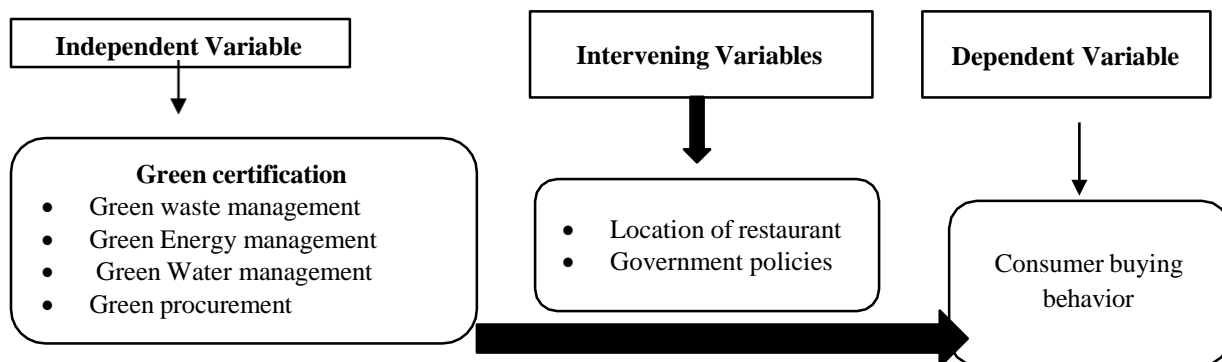 Independent Variable
Intervening Variables
Dependent Variable
Green certification
• Green waste management
• Green Energy management
• Green Water management
• Green procurement
• Location of restaurant
• Government policies
Consumer buying
behavior